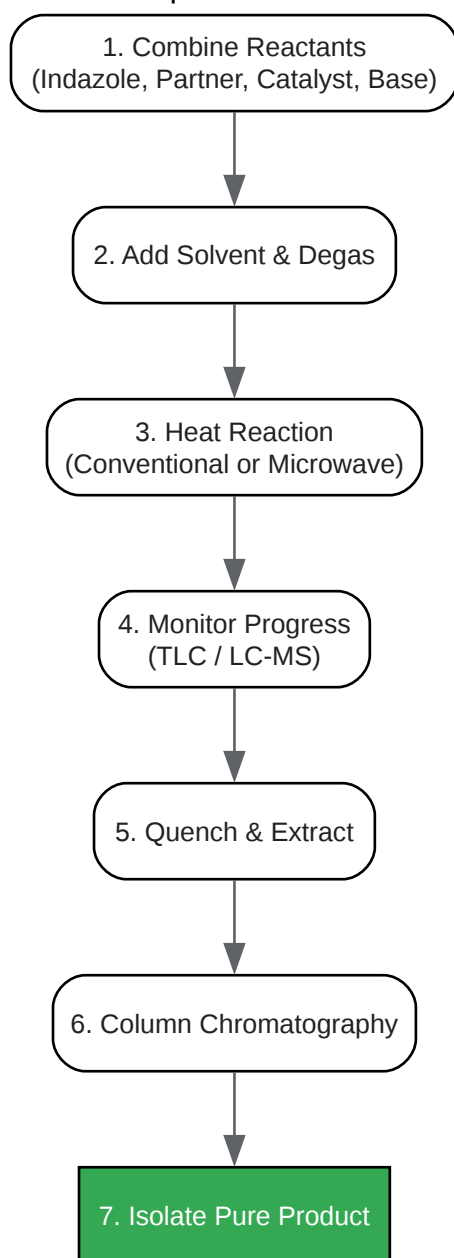 1. Combine Reactants
(Indazole, Partner, Catalyst, Base)
2. Add Solvent & Degas
3. Heat Reaction
(Conventional or Microwave)
4. Monitor Progress
(TLC / LC-MS)
5. Quench & Extract
6. Column Chromatography
7. Isolate Pure Product